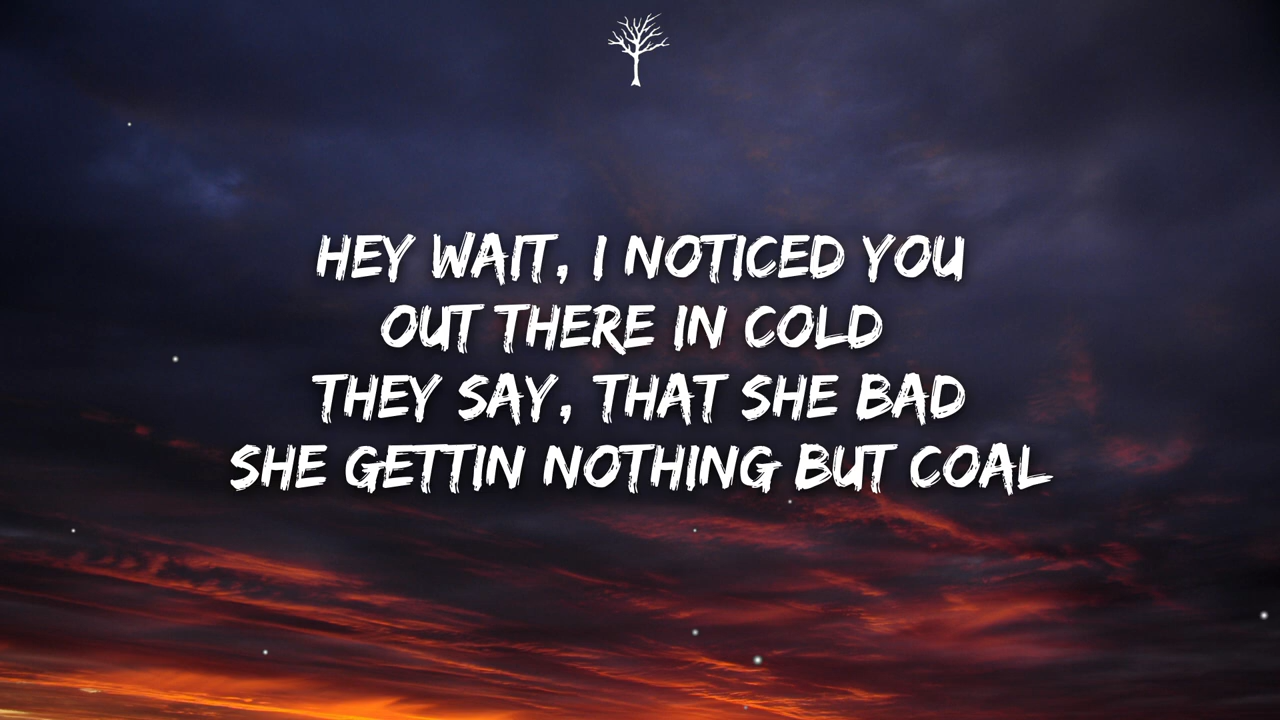 HEY WAIT, I NOTICED YOU
OUT THERE IN COLD
THEY SAY, THAT SHE BAD
SHE GETTIN NOTHING BUT COAL